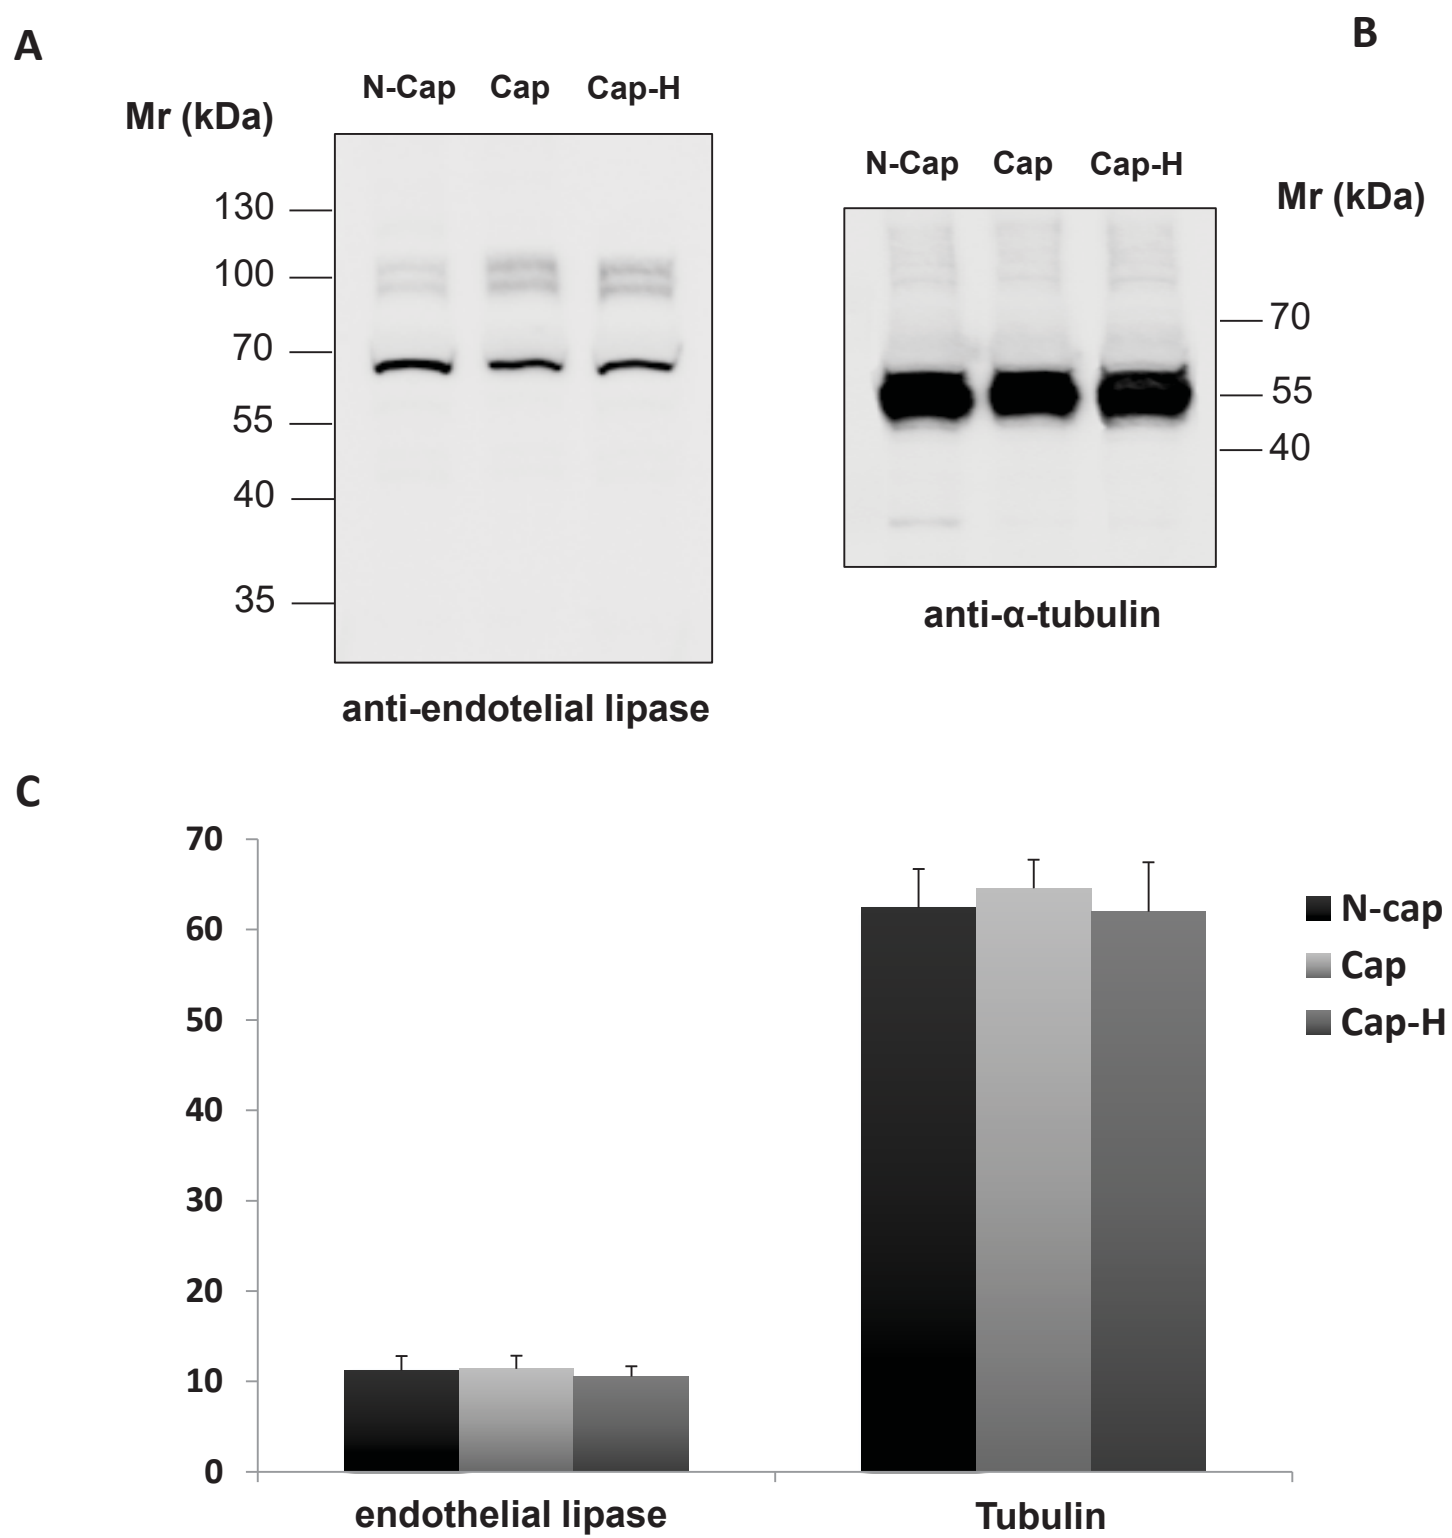 A
B
N-Cap Cap Cap-H
Mr (kDa)
130
100
70
55
40
35
anti-endotelial lipase
N-Cap Cap Cap-H
Mr (kDa)
70
55
40
anti-α-tubulin
C
70
60
50
40
30
20
10
0
endothelial lipase
Tubulin
N-cap
Cap
Cap-H